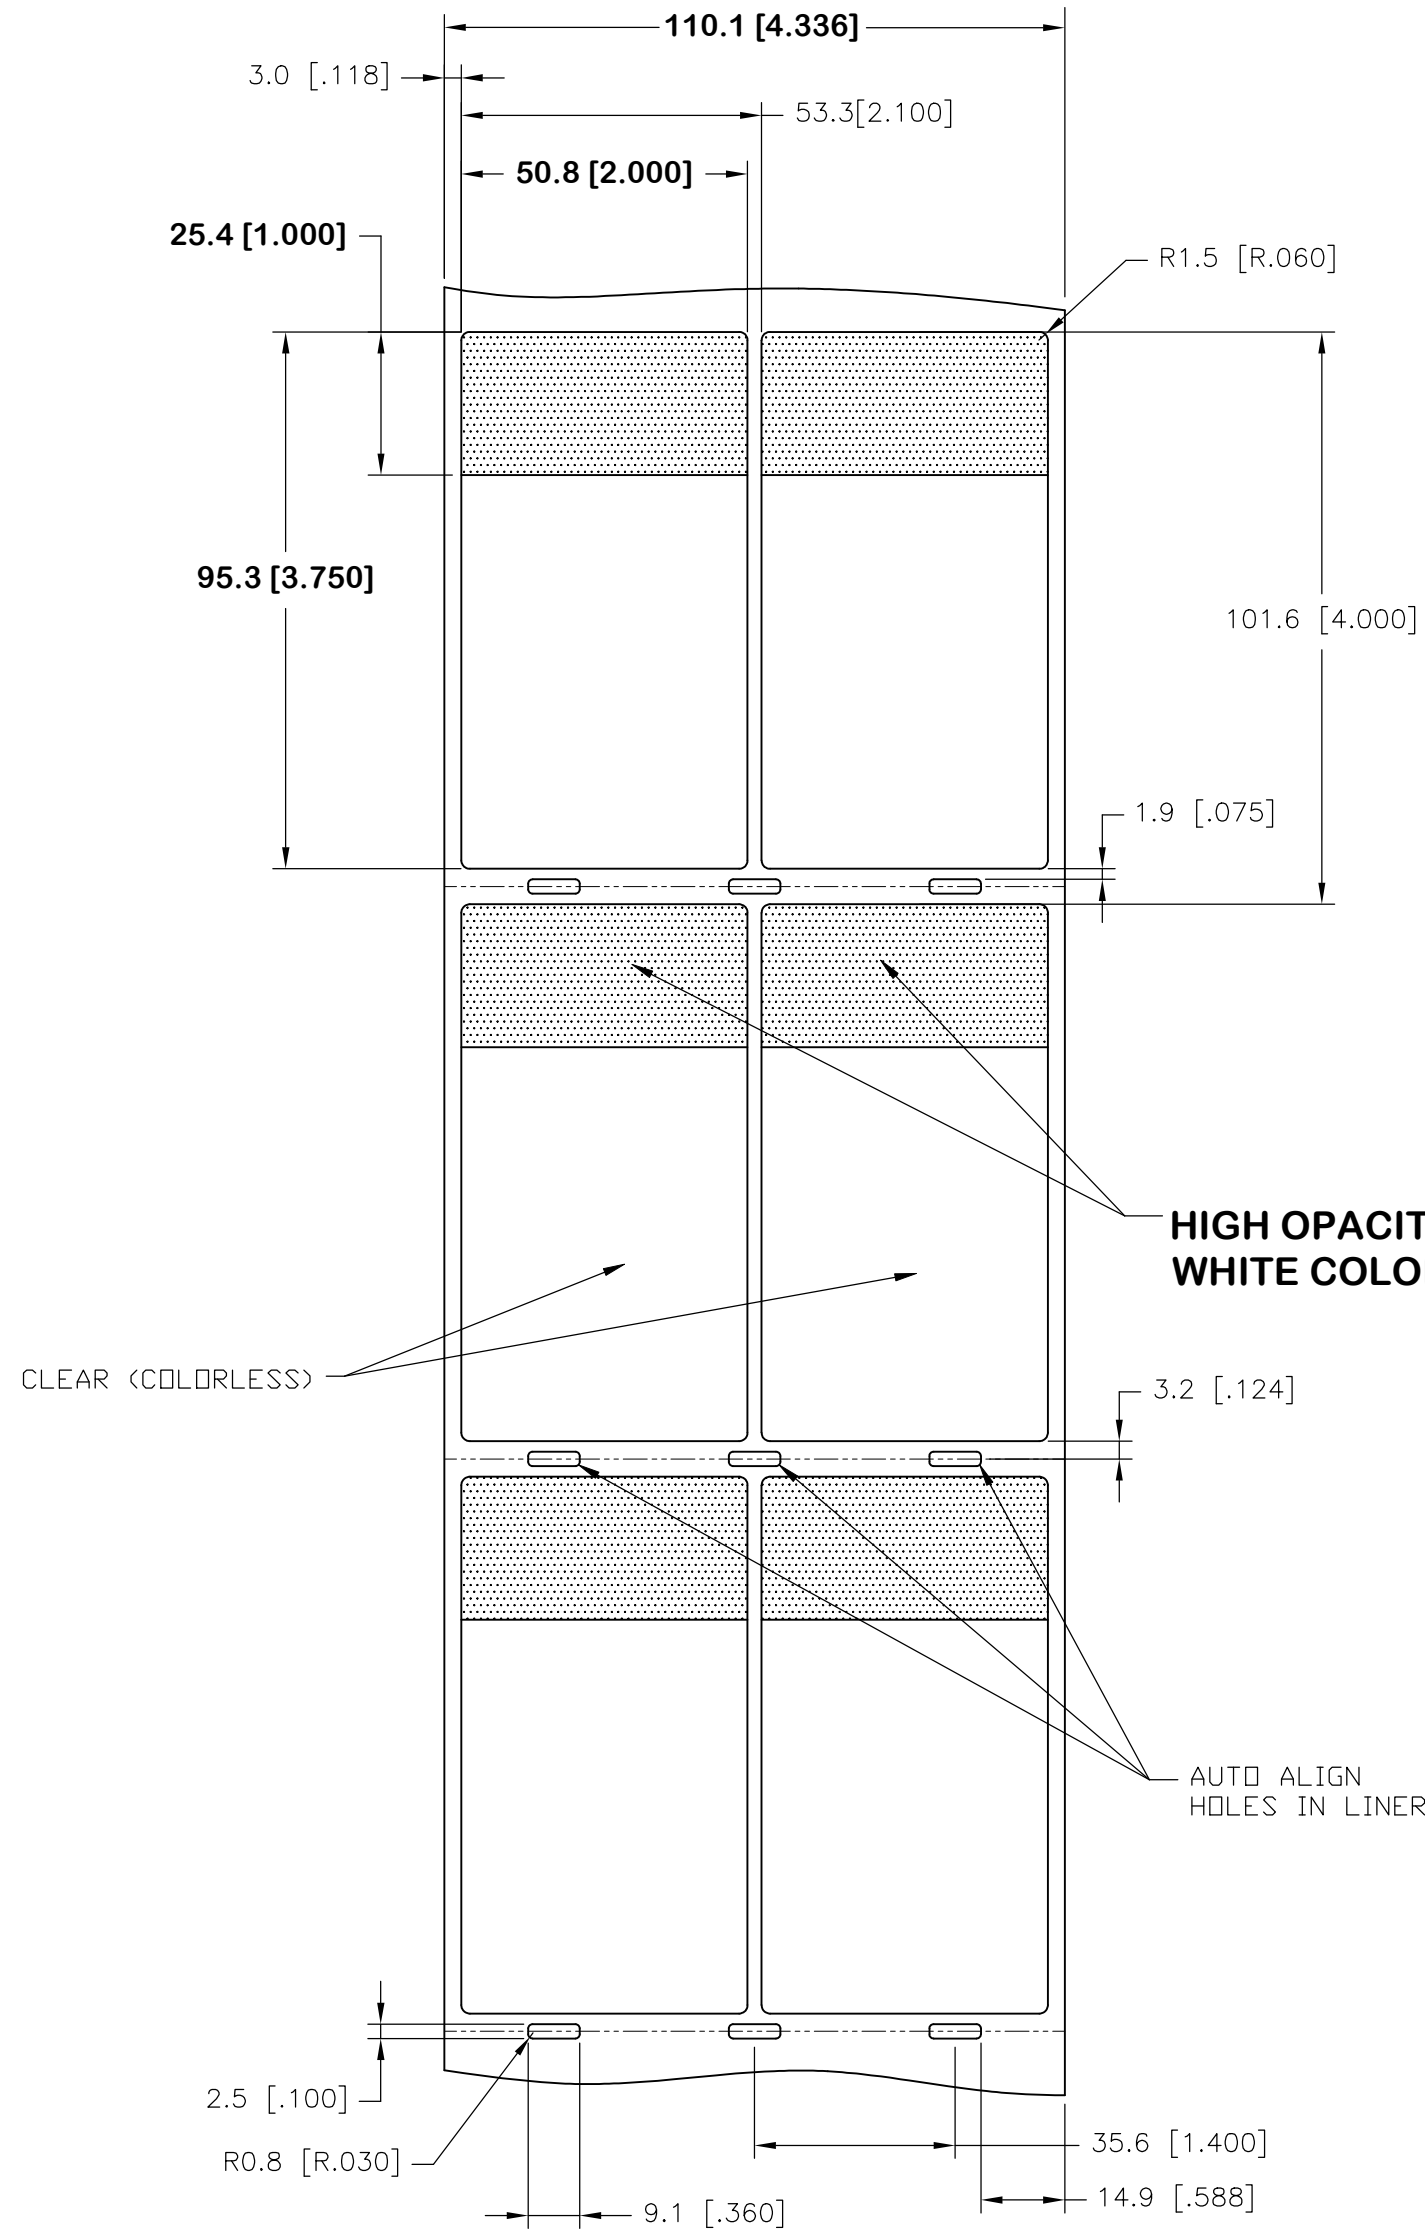 110.1 [4.336]
3.0 [.118]
53.3[2.100]
50.8 [2.000]
25.4 [1.000]
R1.5 [R.060]
95.3 [3.750]
101.6 [4.000]
1.9 [.075]
HIGH OPACIT
WHITE COLO
CLEAR (COLORLESS)
3.2 [.124]
AUTO ALIGN
HOLES IN LINER
2.5 [.100]
R0.8 [R.030]
35.6 [1.400]
14.9 [.588]
9.1 [.360]